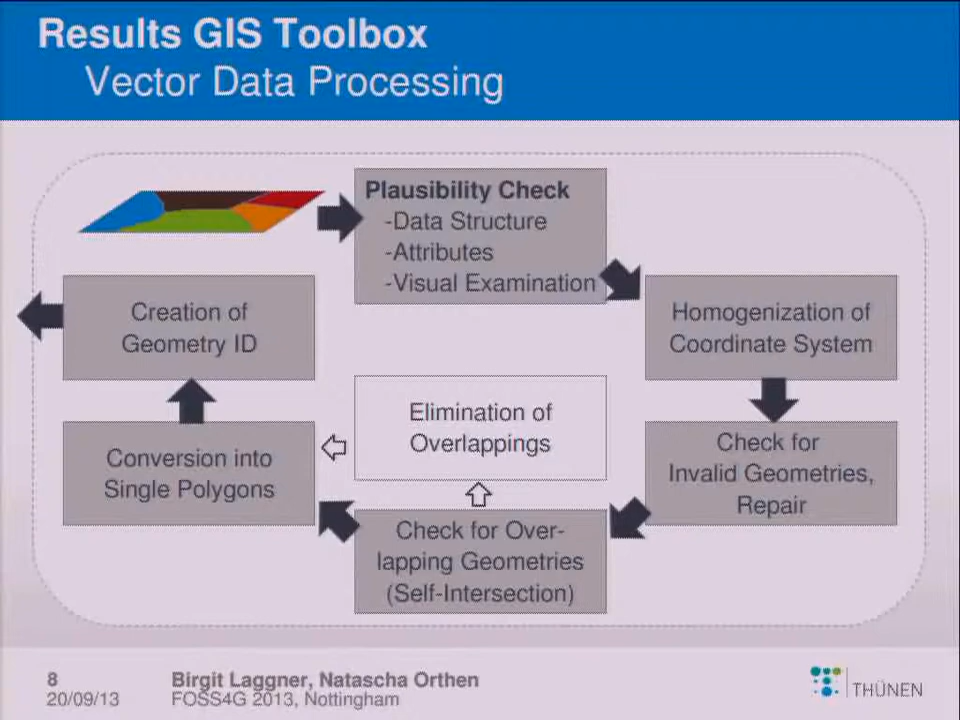 Results GIS Toolbox
Vector Data Processing
Plausibility Check
-Data Structure
-Attributes
-Visual Examination
Homogenization of
Coordinate System
Check for
Invalid Geometries,
Repair
Check for Over-
lapping Geometries
(Self-Intersection)
Elimination of
Overlappings
Conversion into
Single Polygons
Creation of
Geometry ID
8
20/09/13
Birgit Laggner, Natascha Orthen
FOSS4G 2013, Nottingham
THÜNEN